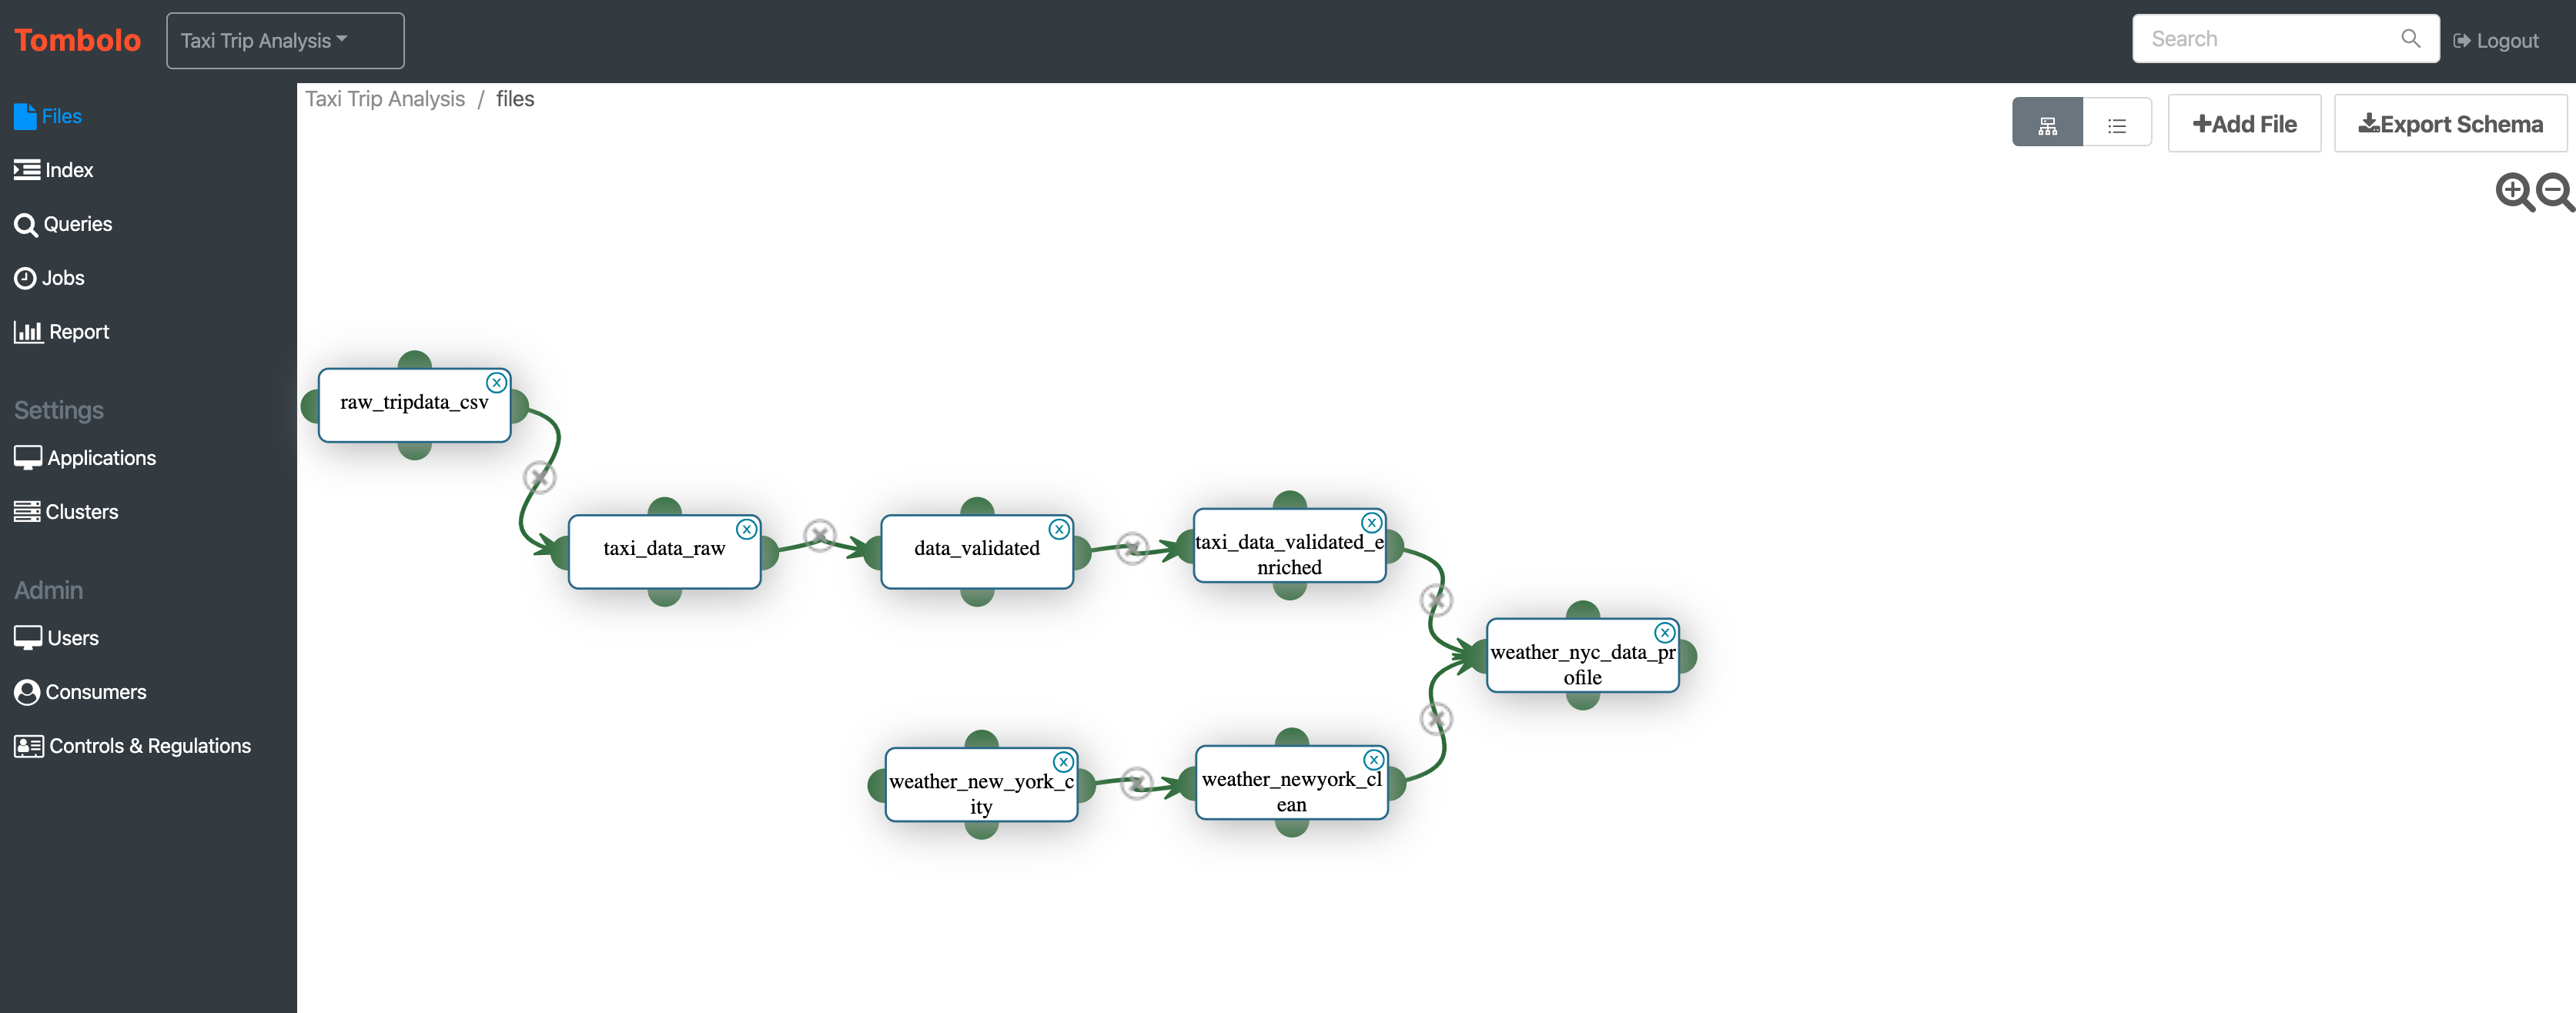 Tombolo
Taxi Trip Analysis
Search
Logout
Files
Index
Queries
Jobs
Report
Settings
Applications
Clusters
Admin
Users
Consumers
Controls & Regulations
Taxi Trip Analysis / files
Add File
Export Schema
raw_tripdata_csv
taxi_data_raw
data_validated
taxi_data_validated_e
nriched
weather_nyc_data_pr
ofile
weather_new_york_c
ity
weather_newyork_cl
ean